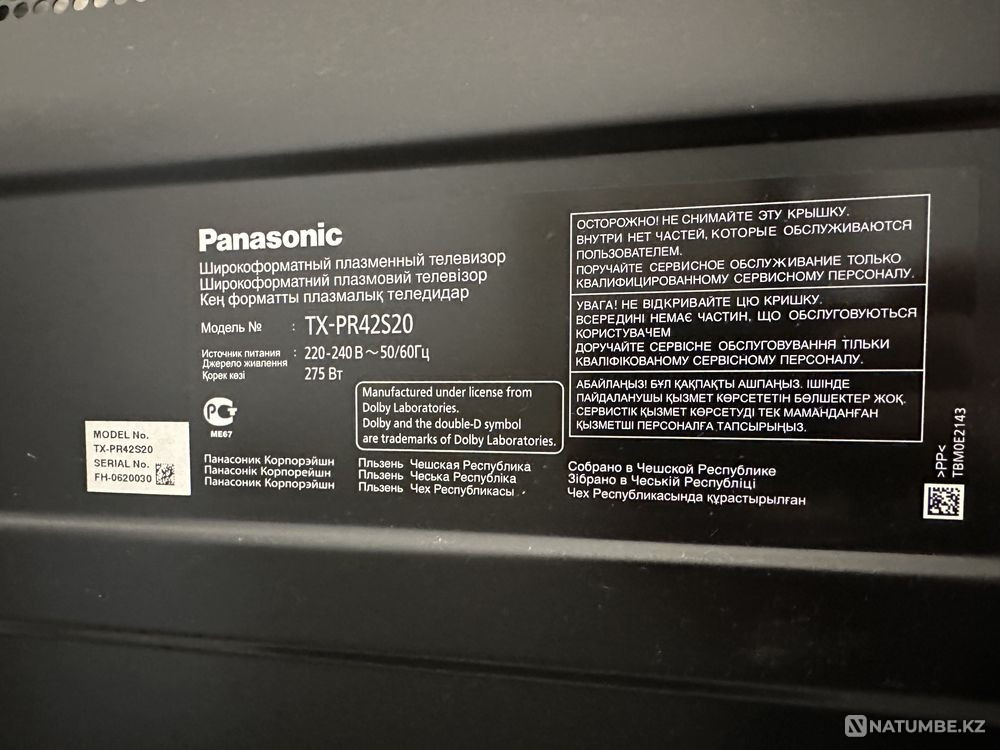 Panasonic
Широкоформатный плазменный телевизор
Широкоформатний плазмовий телевізор
Кең форматты плазмалық теледидар
Модель № : TX-PR42S20
Источник питания : 220-240 В ~ 50/60Гц
Джерело живлення
Қорек көзі 275 Вт
РСТ
ME67
Manufactured under license from
Dolby Laboratories.
Dolby and the double-D symbol
are trademarks of Dolby Laboratories.
MODEL No.
TX-PR42S20
SERIAL No.
FH-0620030
Панасоник Корпорэйшн
Панасонік Корпорейшн
Панасоник Корпорэйшн
Пльзень Чешская Республика
Пльзень Чеська Республіка
Пльзень Чех Республикасы
ОСТОРОЖНО! НЕ СНИМАЙТЕ ЭТУ КРЫШКУ.
ВНУТРИ НЕТ ЧАСТЕЙ, КОТОРЫЕ ОБСЛУЖИВАЮТСЯ
ПОЛЬЗОВАТЕЛЕМ.
ПОРУЧАЙТЕ СЕРВИСНОЕ ОБСЛУЖИВАНИЕ ТОЛЬКО
КВАЛИФИЦИРОВАННОМУ СЕРВИСНОМУ ПЕРСОНАЛУ.
УВАГА! НЕ ВІДКРИВАЙТЕ ЦЮ КРИШКУ.
ВСЕРЕДИНІ НЕМАЄ ЧАСТИН, ЩО ОБСЛУГОВУЮТЬСЯ
КОРИСТУВАЧЕМ
ДОРУЧАЙТЕ СЕРВІСНЕ ОБСЛУГОВУВАННЯ ТІЛЬКИ
КВАЛІФІКОВАНОМУ СЕРВІСНОМУ ПЕРСОНАЛУ.
АБАЙЛАҢЫЗ! БҰЛ ҚАҚПАҚТЫ АШПАҢЫЗ. ІШІНДЕ
ПАЙДАЛАНУШЫ ҚЫЗМЕТ КӨРСЕТЕТІН БӨЛШЕКТЕР ЖОҚ.
СЕРВИСТІК ҚЫЗМЕТ КӨРСЕТУДІ ТЕК МАМАНДАНҒАН
ҚЫЗМЕТШІ ПЕРСОНАЛҒА ТАПСЫРЫҢЫЗ.
Собрано в Чешской Республике
Зібрано в Чеській Республіці
Чех Республикасында құрастырылған
>PP<
TBM0E2143
NATUMBE.KZ